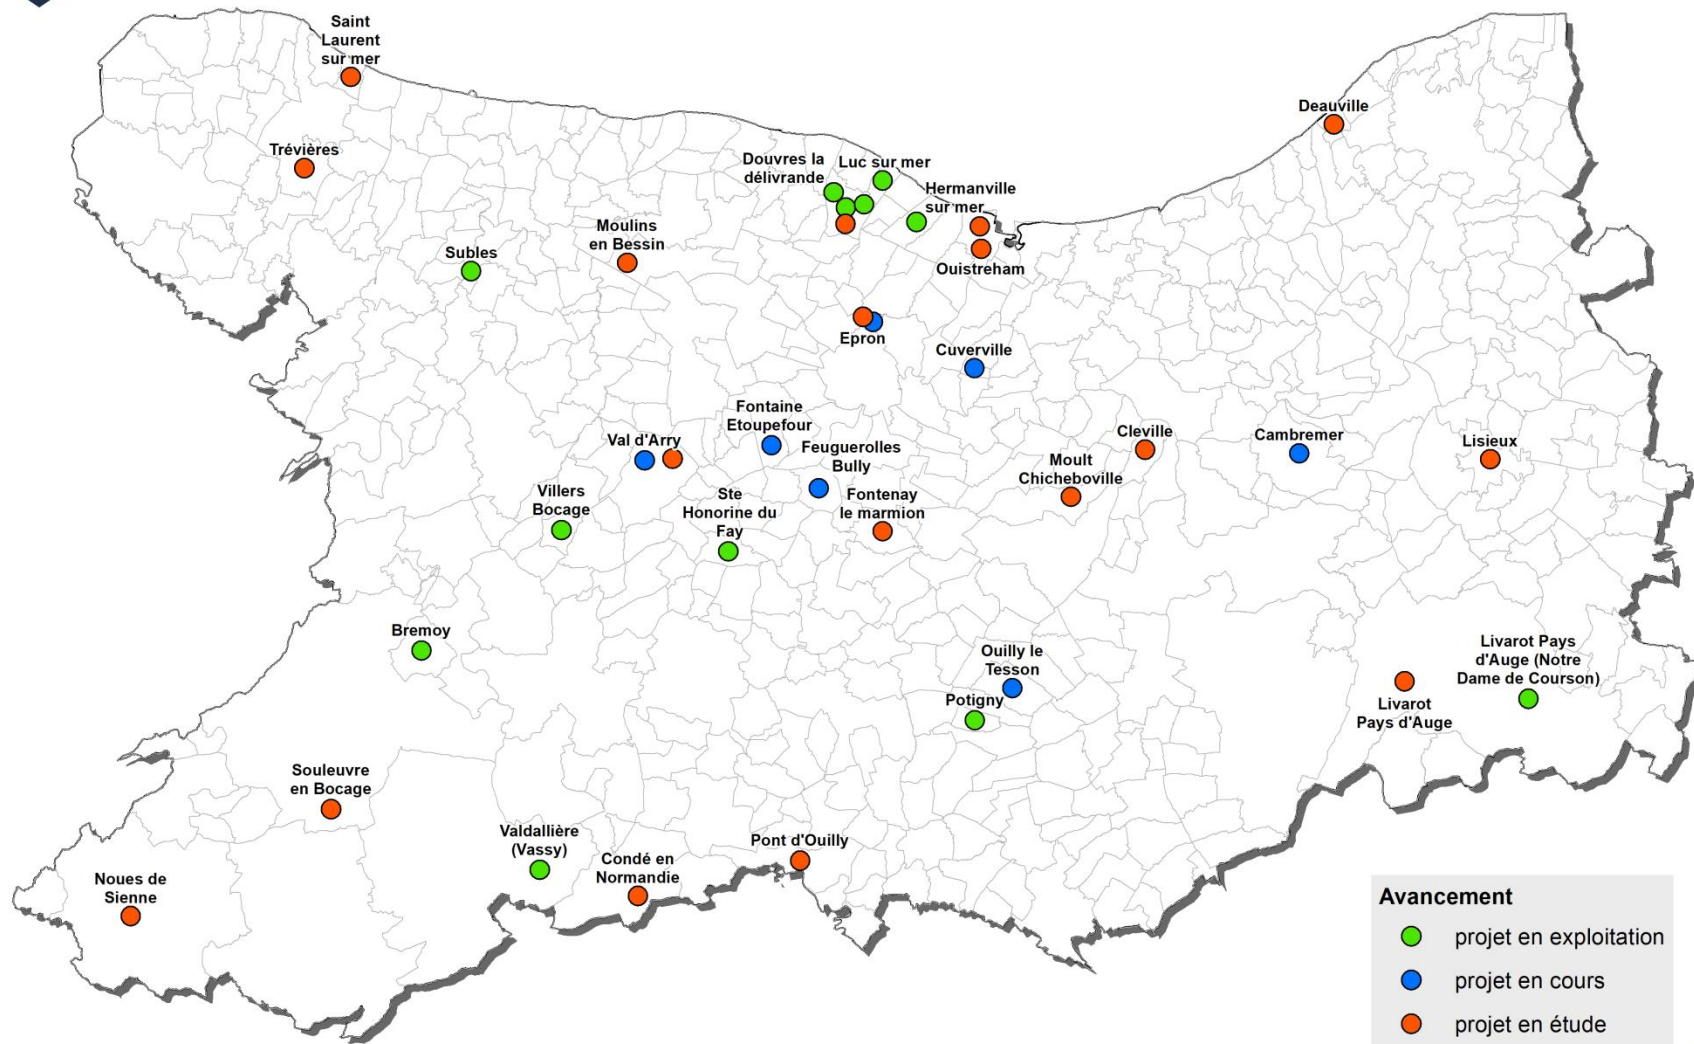 Saint
Laurent
sur mer
Deauville
Trévières
Douvres la
délivrande
Luc sur mer
Hermanville
sur mer
Moulins
en Bessin
Subles
Ouistreham
Epron
Cuverville
Fontaine
Etoupefour
Val d'Arry
Feuguerolles
Bully
Cleville
Cambremer
Lisieux
Moult
Chicheboville
Villers
Bocage
Ste
Honorine du
Fay
Fontenay
le marmion
Bremoy
Ouilly le
Tesson
Potigny
Livarot Pays
d'Auge (Notre
Dame de Courson)
Livarot
Pays d'Auge
Souleuvre
en Bocage
Valdallière
(Vassy)
Condé en
Normandie
Pont d'Ouilly
Noues de
Sienne
Avancement
projet en exploitation
projet en cours
projet en étude